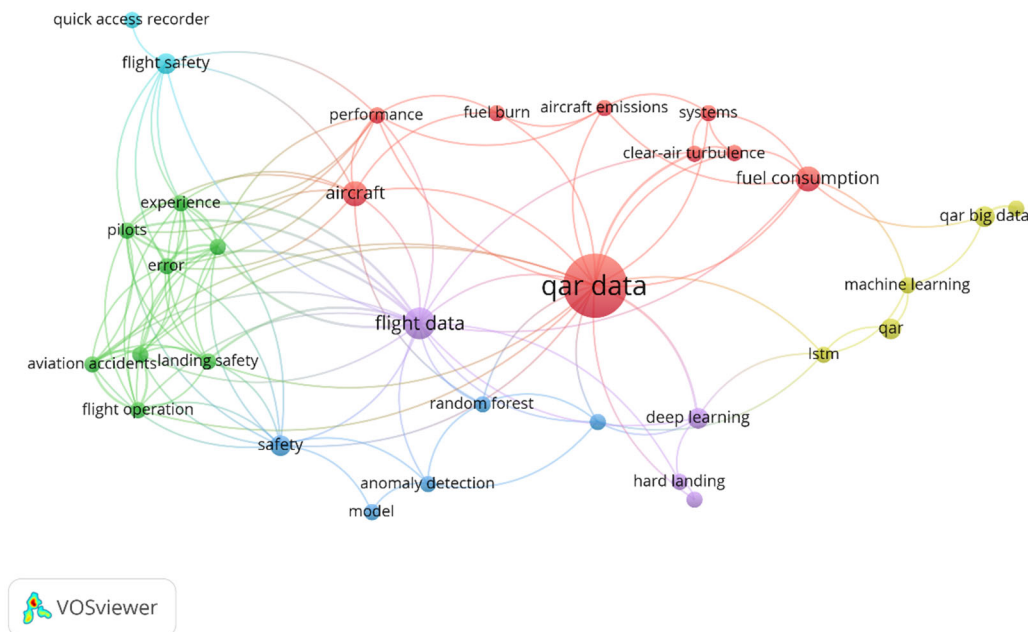 quick access recorder
flight safety
performance
fuel burn
aircraft emissions
systems
clear-air turbulence
fuel consumption
aircraft
experience
pilots
error
qar big data
qar data
machine learning
flight data
qar
lstm
aviation accidents
landing safety
flight operation
random forest
deep learning
safety
anomaly detection
hard landing
model
VOSviewer